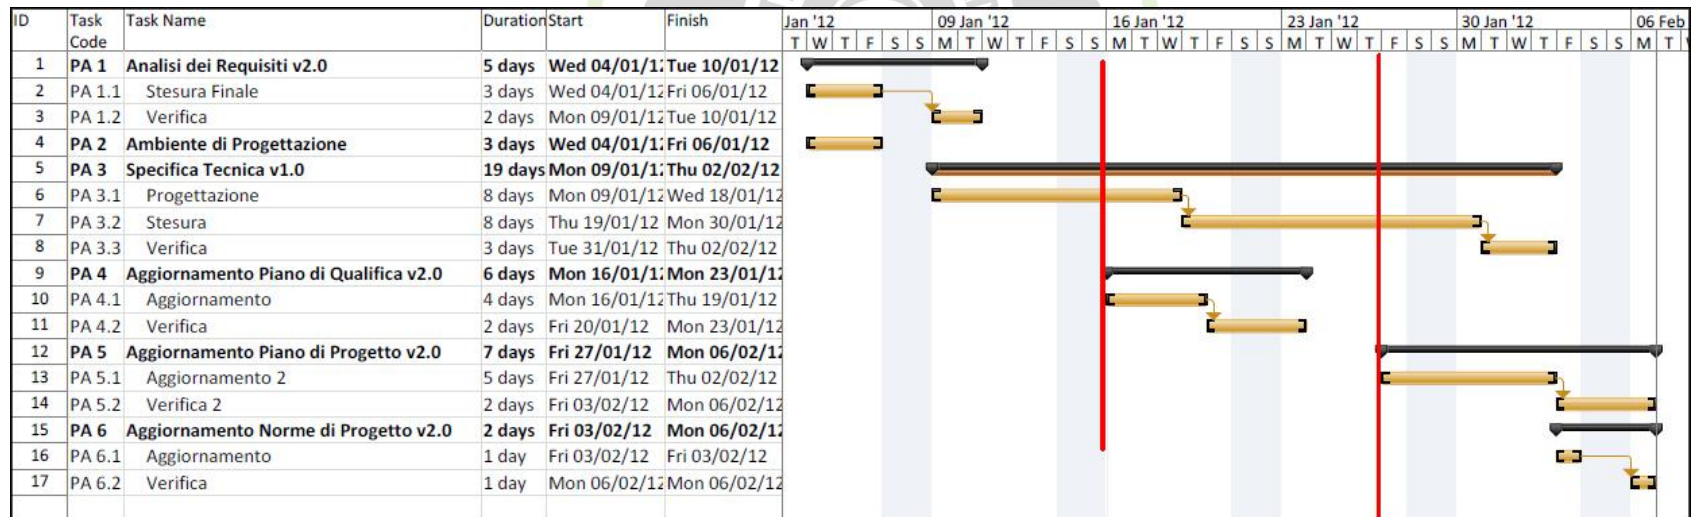 ID Task Code Task Name Duration Start Finish Jan '12 09 Jan '12 16 Jan '12 23 Jan '12 30 Jan '12 06 Feb
T W T F S S M T W T F S S M T W T F S S M T W T F S S M T W T F S S M T
1 PA 1 Analisi dei Requisiti v2.0 5 days Wed 04/01/12 Tue 10/01/12
2 PA 1.1 Stesura Finale 3 days Wed 04/01/12 Fri 06/01/12
3 PA 1.2 Verifica 2 days Mon 09/01/12 Tue 10/01/12
4 PA 2 Ambiente di Progettazione 3 days Wed 04/01/12 Fri 06/01/12
5 PA 3 Specifica Tecnica v1.0 19 days Mon 09/01/12 Thu 02/02/12
6 PA 3.1 Progettazione 8 days Mon 09/01/12 Wed 18/01/12
7 PA 3.2 Stesura 8 days Thu 19/01/12 Mon 30/01/12
8 PA 3.3 Verifica 3 days Tue 31/01/12 Thu 02/02/12
9 PA 4 Aggiornamento Piano di Qualifica v2.0 6 days Mon 16/01/12 Mon 23/01/12
10 PA 4.1 Aggiornamento 4 days Mon 16/01/12 Thu 19/01/12
11 PA 4.2 Verifica 2 days Fri 20/01/12 Mon 23/01/12
12 PA 5 Aggiornamento Piano di Progetto v2.0 7 days Fri 27/01/12 Mon 06/02/12
13 PA 5.1 Aggiornamento 2 5 days Fri 27/01/12 Thu 02/02/12
14 PA 5.2 Verifica 2 2 days Fri 03/02/12 Mon 06/02/12
15 PA 6 Aggiornamento Norme di Progetto v2.0 2 days Fri 03/02/12 Mon 06/02/12
16 PA 6.1 Aggiornamento 1 day Fri 03/02/12 Fri 03/02/12
17 PA 6.2 Verifica 1 day Mon 06/02/12 Mon 06/02/12